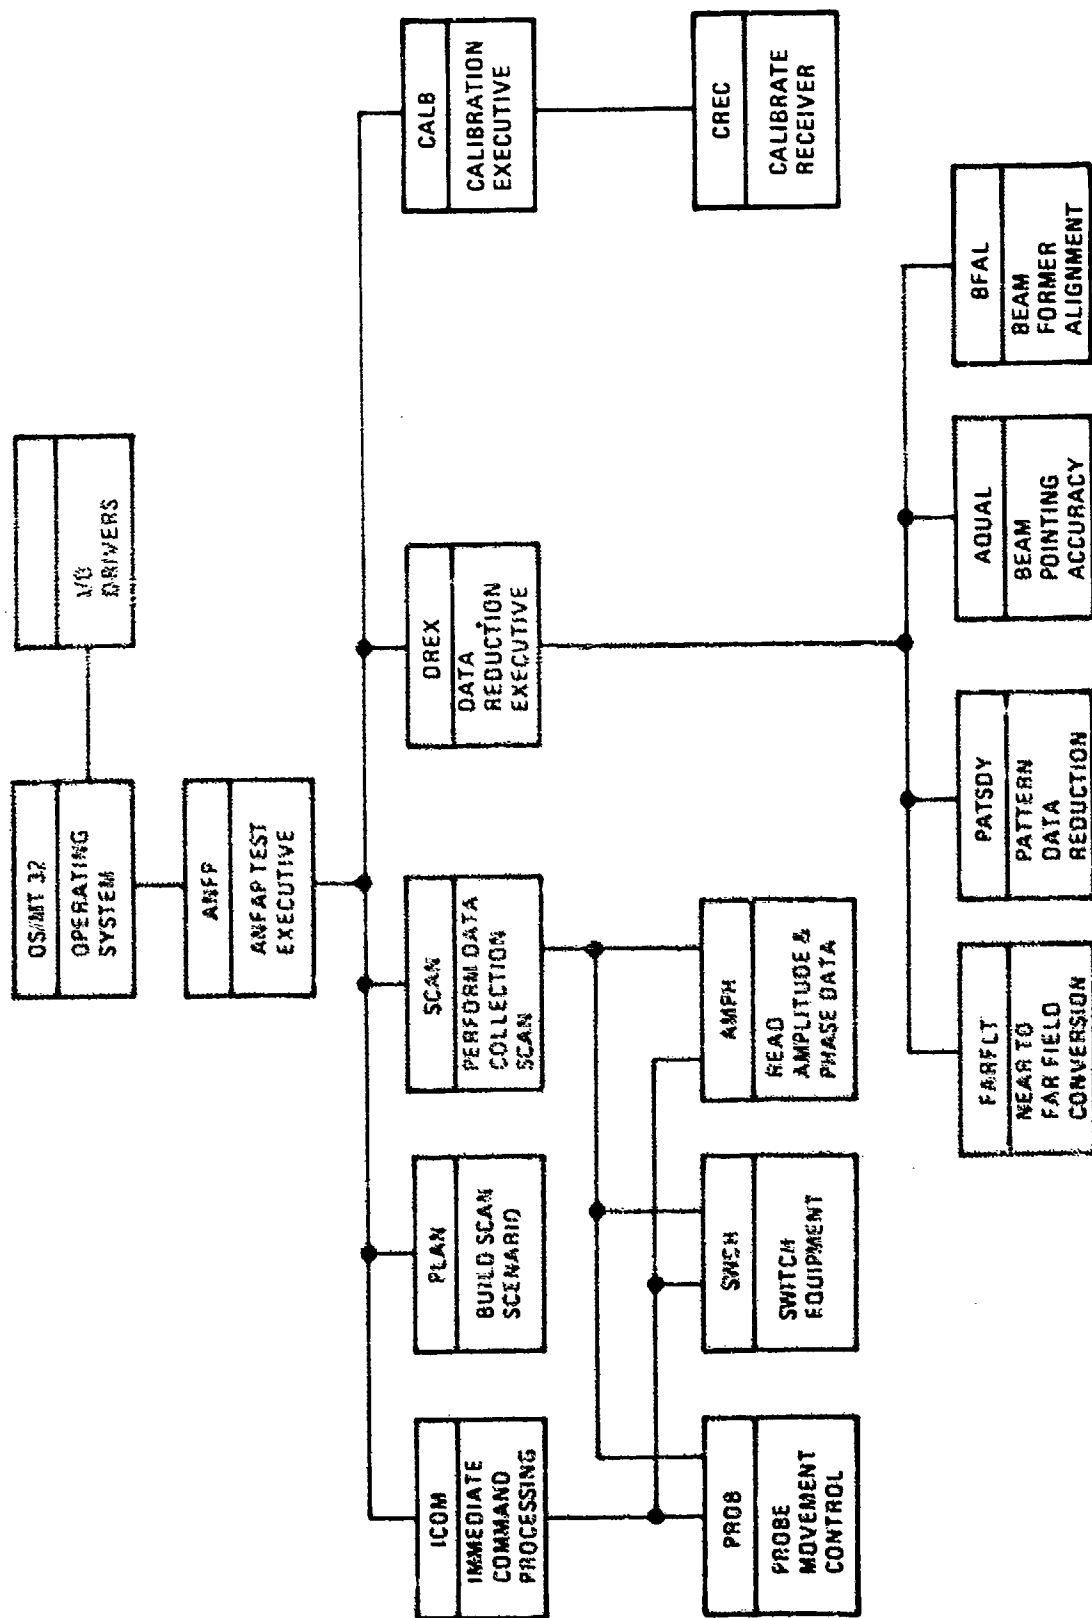 OS/MT 32
OPERATING
SYSTEM
I/O
DRIVERS
ANFP
ANFAP TEST
EXECUTIVE
ICOM
IMMEDIATE
COMMAND
PROCESSING
PLAN
BUILD SCAN
SCENARIO
SCAN
PERFORM DATA
COLLECTION
SCAN
DREX
DATA
REDUCTION
EXECUTIVE
CALB
CALIBRATION
EXECUTIVE
PROB
PROBE
MOVEMENT
CONTROL
SWCH
SWITCH
EQUIPMENT
AMPH
READ
AMPLITUDE &
PHASE DATA
CREC
CALIBRATE
RECEIVER
FARFLT
NEAR TO
FAR FIELD
CONVERSION
PATSDY
PATTERN
DATA
REDUCTION
AQUAL
BEAM
POINTING
ACCURACY
BFAL
BEAM
FORMER
ALIGNMENT